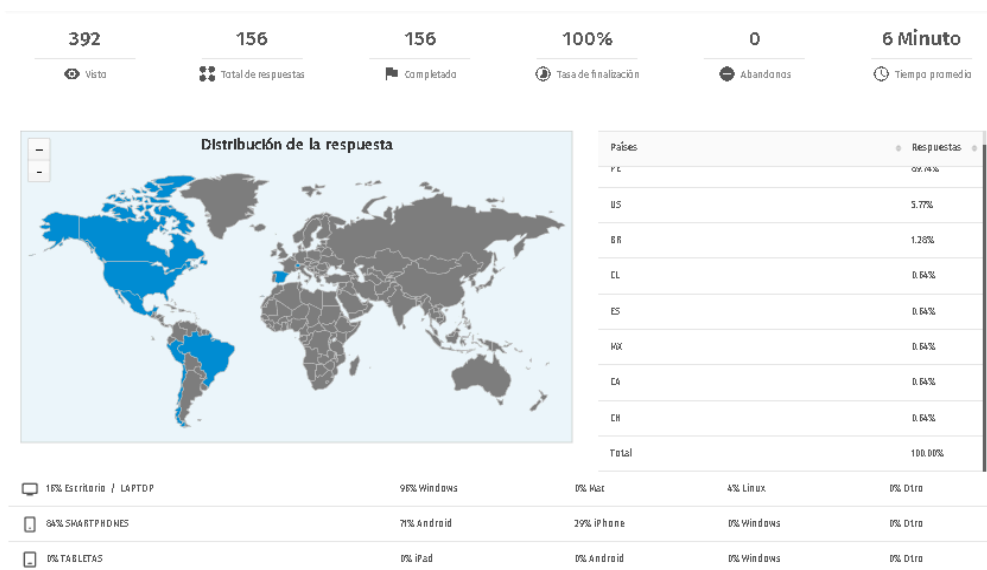 392 156 156 100% 0 6 Minuto
Visto Total de respuestas Completado Tasa de finalización Abandonos Tiempo promedio
Distribución de la respuesta
Países Respuestas
PE 89.74%
US 5.77%
BR 1.28%
CL 0.64%
ES 0.64%
MX 0.64%
CA 0.64%
CH 0.64%
Total 100.00%
16% Escritorio / LAPTOP 96% Windows 0% Mac 4% Linux 0% Otro
84% SMARTPHONES 71% Android 29% iPhone 0% Windows 0% Otro
0% TABLETAS 0% iPad 0% Android 0% Windows 0% Otro